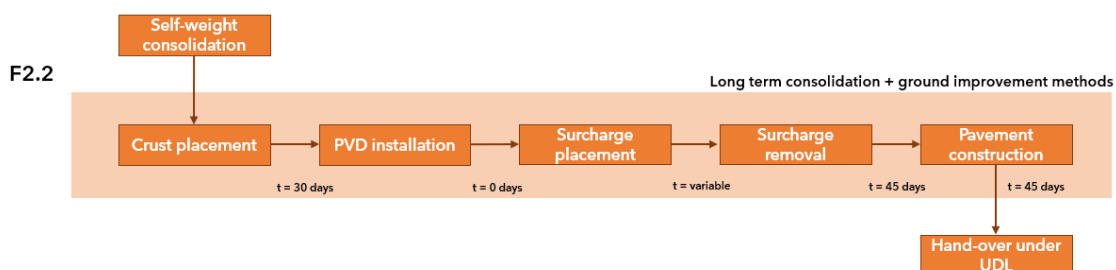 Self-weight
consolidation
F2.2
Long term consolidation + ground improvement methods
Crust placement
PVD installation
Surcharge
placement
Surcharge
removal
Pavement
construction
t = 30 days
t = 0 days
t = variable
t = 45 days
t = 45 days
Hand-over under
UDL